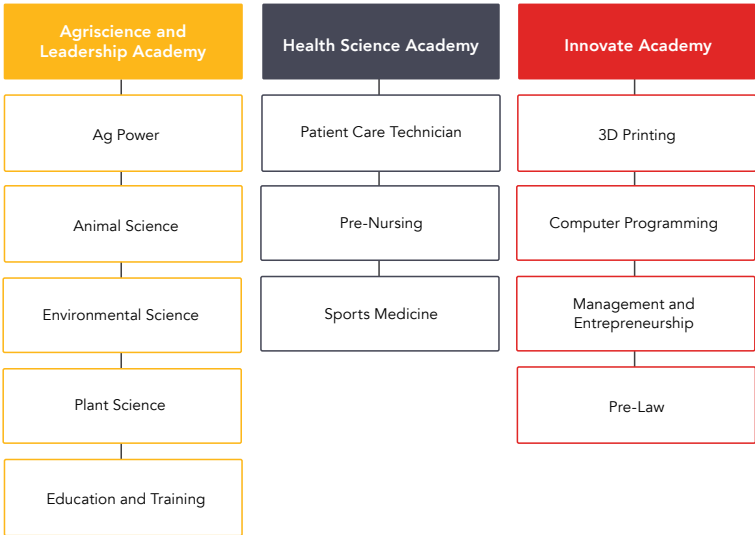 Agriscience and
Leadership Academy
Ag Power
Animal Science
Environmental Science
Plant Science
Education and Training
Health Science Academy
Patient Care Technician
Pre-Nursing
Sports Medicine
Innovate Academy
3D Printing
Computer Programming
Management and
Entrepreneurship
Pre-Law